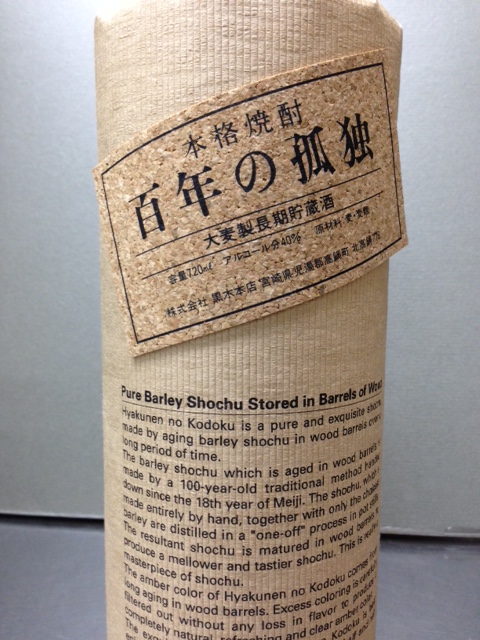 本格焼酎
百年の孤独
大麦製長期貯蔵酒
容量720ml アルコール分40% 原材料・麦・麦麹
株式会社 黒木本店 宮崎県児湯郡高鍋町 北高鍋
Pure Barley Shochu Stored in Barrels of
Hyakunen no Kodoku is a pure and exquisite
made by aging barley shochu in wood barrels
long period of time.
The barley shochu which is aged in wood barrels
made by a 100-year-old traditional method
down since the 18th year of Meiji. The shochu,
made entirely by hand, together with only the
barley are distilled in a "one-off" process in pot
The resultant shochu is matured in wood barrels
produce a mellower and tastier shochu. This is
masterpiece of shochu.
The amber color of Hyakunen no Kodoku comes
long aging in wood barrels. Excess coloring is
filtered out without any loss in flavor to
completely natural, refreshing and clear amber